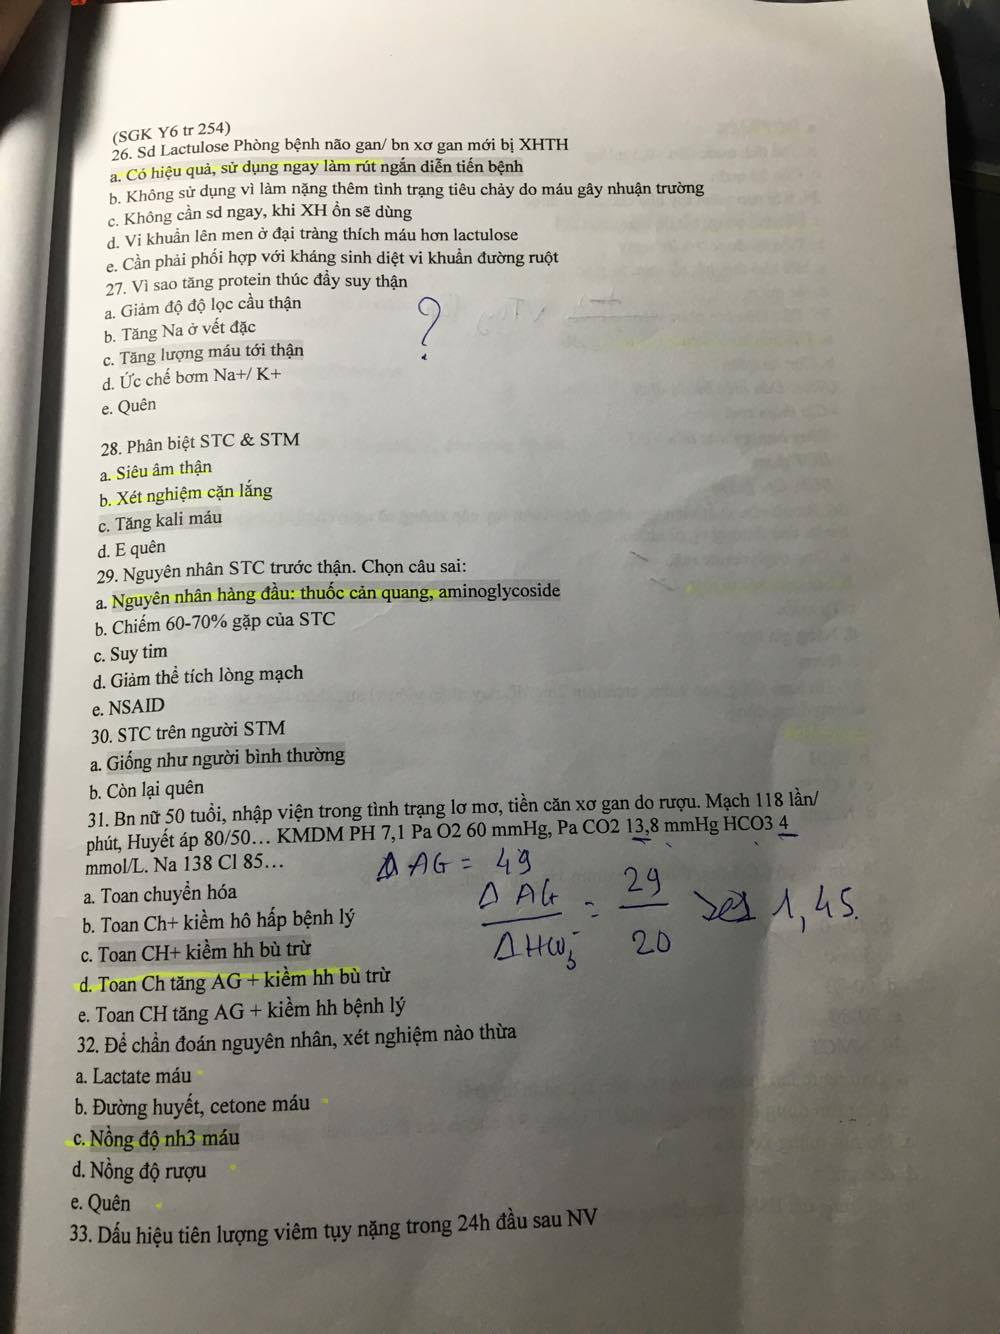 (SGK Y6 tr 254)
26. Sd Lactulose Phòng bệnh não gan/ bn xơ gan mới bị XHTH
a. Có hiệu quả, sử dụng ngay làm rút ngắn diễn tiến bệnh
b. Không sử dụng vì làm nặng thêm tình trạng tiêu chảy do máu gây nhuận trường
c. Không cần sd ngay, khi XH ổn sẽ dùng
d. Vi khuẩn lên men ở đại tràng thích máu hơn lactulose
e. Cần phải phối hợp với kháng sinh diệt vi khuẩn đường ruột
27. Vì sao tăng protein thúc đẩy suy thận
a. Giảm độ độ lọc cầu thận
b. Tăng Na ở vết đặc
?
c. Tăng lượng máu tới thận
d. Ức chế bơm Na+/ K+
e. Quên
28. Phân biệt STC & STM
a. Siêu âm thận
b. Xét nghiệm cặn lắng
c. Tăng kali máu
d. E quên
29. Nguyên nhân STC trước thận. Chọn câu sai:
a. Nguyên nhân hàng đầu: thuốc cản quang, aminoglycoside
b. Chiếm 60-70% gặp của STC
c. Suy tim
d. Giảm thể tích lòng mạch
e. NSAID
30. STC trên người STM
a. Giống như người bình thường
b. Còn lại quên
31. Bn nữ 50 tuổi, nhập viện trong tình trạng lơ mơ, tiền căn xơ gan do rượu. Mạch 118 lần/
phút, Huyết áp 80/50… KMDM PH 7,1 Pa O2 60 mmHg, Pa CO2 13,8 mmHg HCO3 4
mmol/L. Na 138 Cl 85…
Δ AG = 49
a. Toan chuyển hóa
Δ AG / Δ HCO3- = 29 / 20 1,45.
b. Toan Ch+ kiềm hô hấp bệnh lý
c. Toan CH+ kiềm hh bù trừ
d. Toan Ch tăng AG + kiềm hh bù trừ
e. Toan CH tăng AG + kiềm hh bệnh lý
32. Để chẩn đoán nguyên nhân, xét nghiệm nào thừa
a. Lactate máu
b. Đường huyết, cetone máu
c. Nồng độ nh3 máu
d. Nồng độ rượu
e. Quên
33. Dấu hiệu tiên lượng viêm tụy nặng trong 24h đầu sau NV